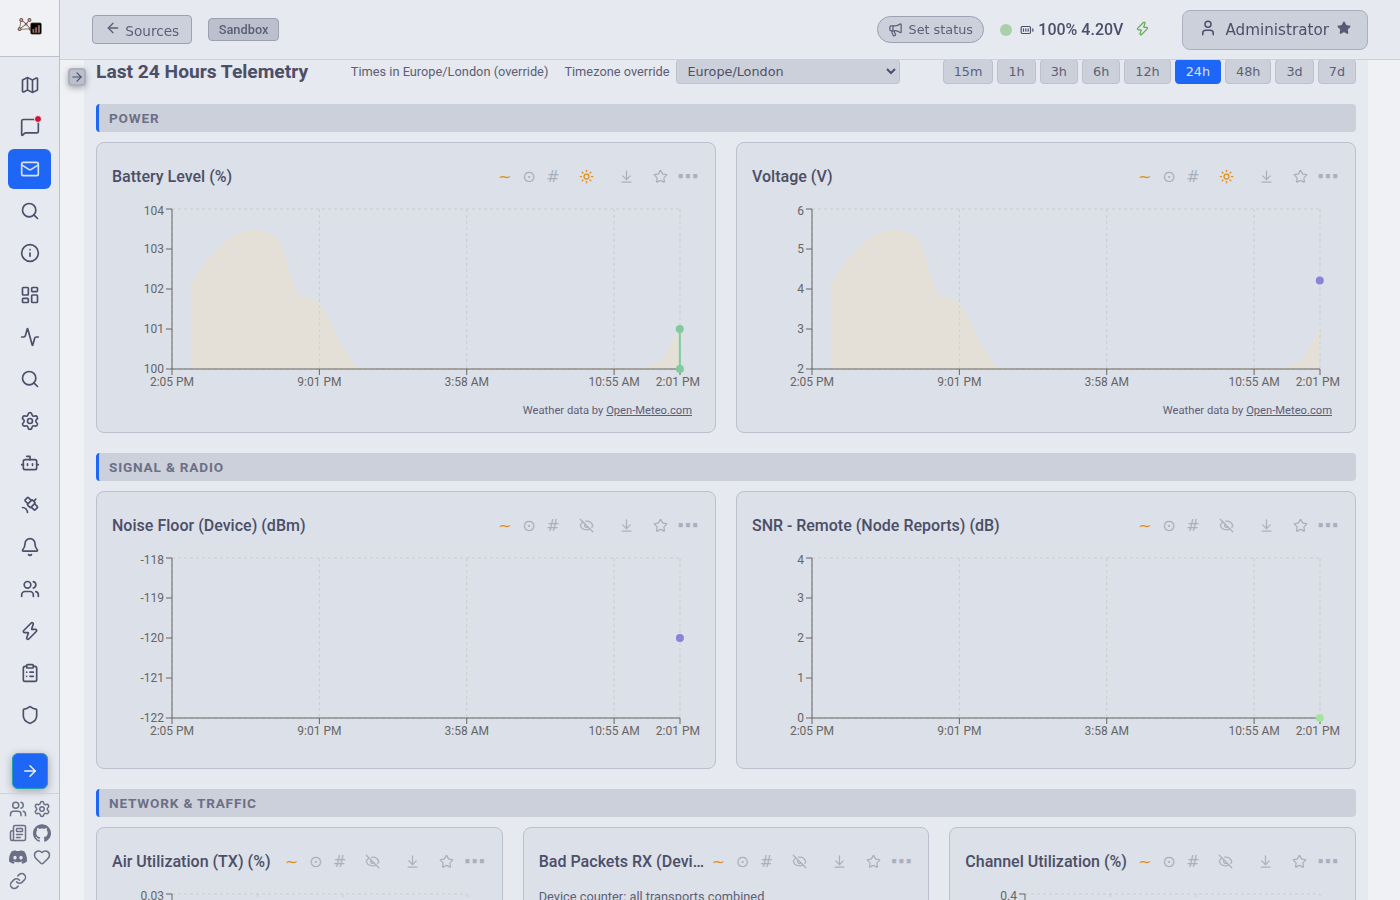 Sources
Sandbox
Set status
100% 4.20V
Administrator
Last 24 Hours Telemetry
Times in Europe/London (override)
Timezone override
Europe/London
15m
1h
3h
6h
12h
24h
48h
3d
7d
POWER
Battery Level (%)
104
103
102
101
100
2:05 PM
9:01 PM
3:58 AM
10:55 AM
2:01 PM
Weather data by Open-Meteo.com
Voltage (V)
6
5
4
3
2
2:05 PM
9:01 PM
3:58 AM
10:55 AM
2:01 PM
Weather data by Open-Meteo.com
SIGNAL & RADIO
Noise Floor (Device) (dBm)
-118
-119
-120
-121
-122
2:05 PM
9:01 PM
3:58 AM
10:55 AM
2:01 PM
SNR - Remote (Node Reports) (dB)
4
3
2
1
0
2:05 PM
9:01 PM
3:58 AM
10:55 AM
2:01 PM
NETWORK & TRAFFIC
Air Utilization (TX) (%)
0.03
Bad Packets RX (Devi...
Device counter: all transports combined
Channel Utilization (%)
0.4